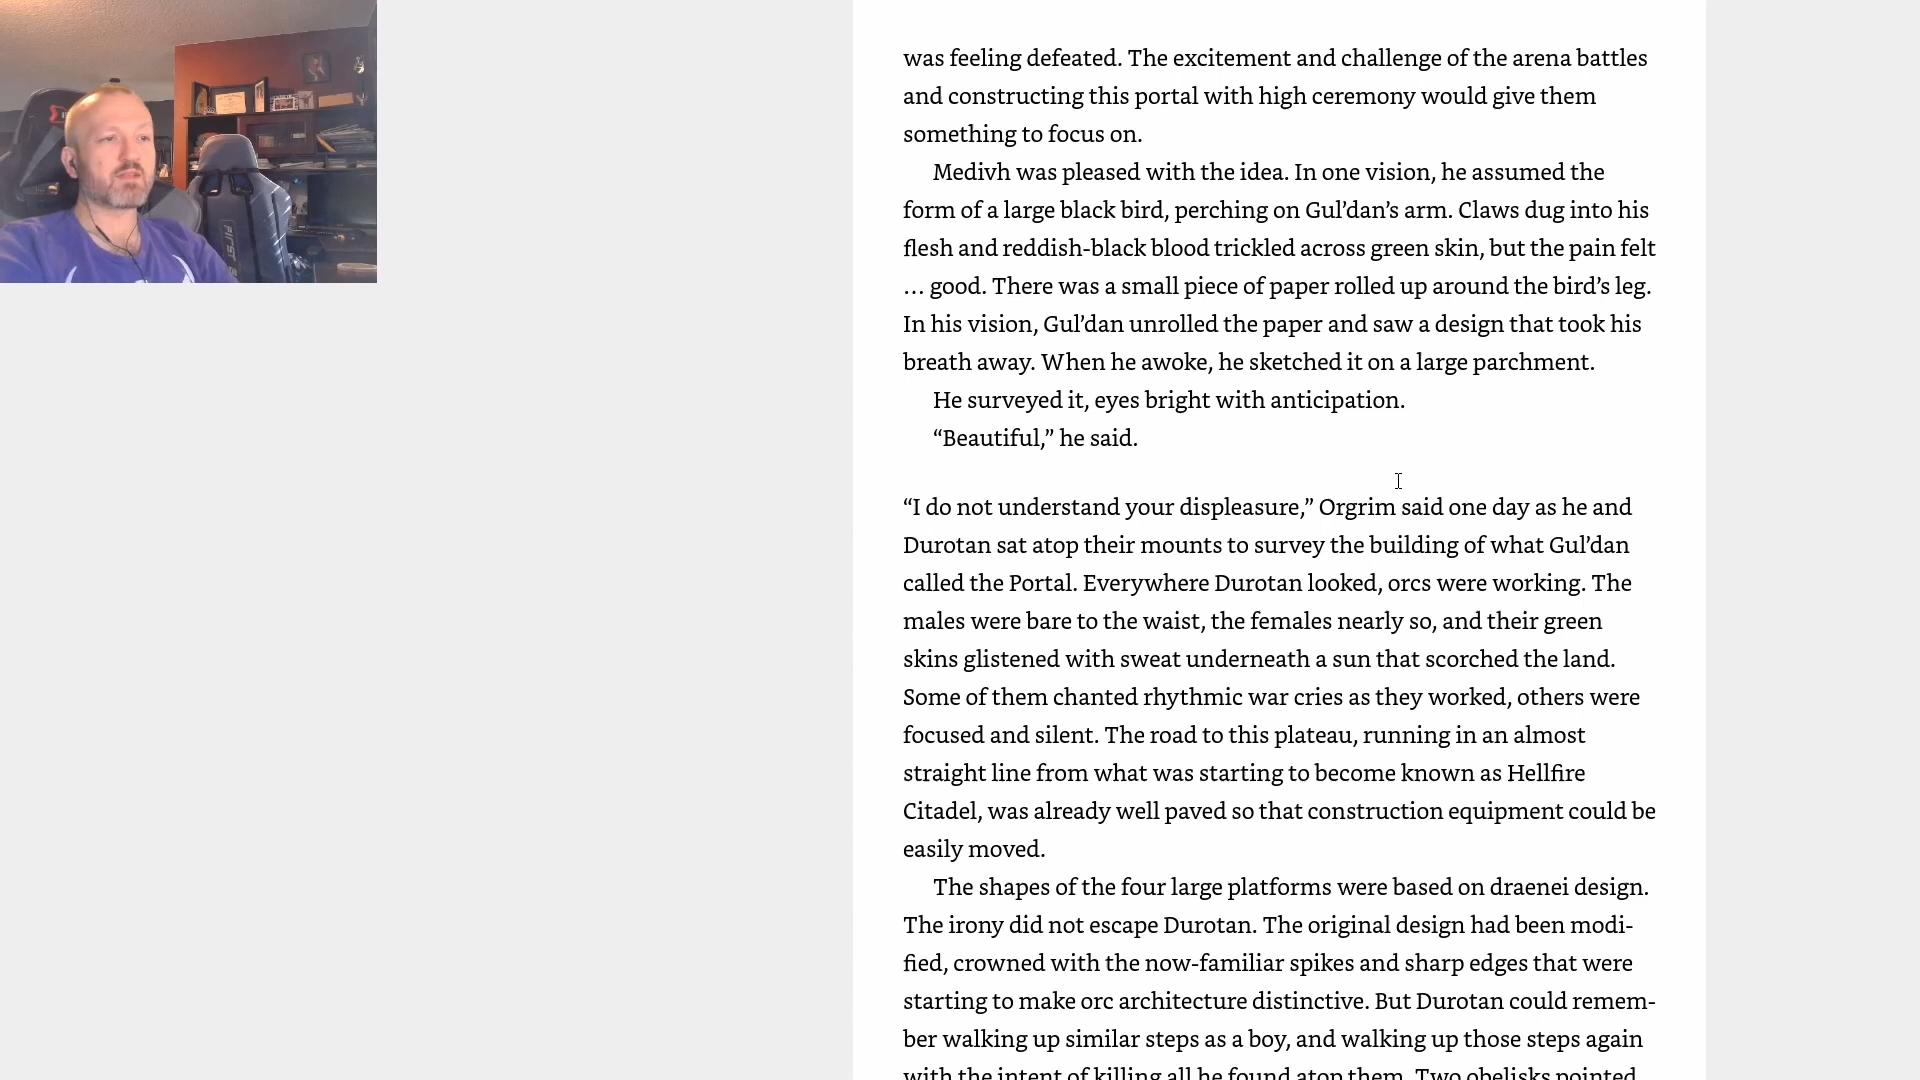 was feeling defeated. The excitement and challenge of the arena battles
and constructing this portal with high ceremony would give them
something to focus on.
Medivh was pleased with the idea. In one vision, he assumed the
form of a large black bird, perching on Gul’dan’s arm. Claws dug into his
flesh and reddish-black blood trickled across green skin, but the pain felt
… good. There was a small piece of paper rolled up around the bird’s leg.
In his vision, Gul’dan unrolled the paper and saw a design that took his
breath away. When he awoke, he sketched it on a large parchment.
He surveyed it, eyes bright with anticipation.
“Beautiful,” he said.
“I do not understand your displeasure,” Orgrim said one day as he and
Durotan sat atop their mounts to survey the building of what Gul’dan
called the Portal. Everywhere Durotan looked, orcs were working. The
males were bare to the waist, the females nearly so, and their green
skins glistened with sweat underneath a sun that scorched the land.
Some of them chanted rhythmic war cries as they worked, others were
focused and silent. The road to this plateau, running in an almost
straight line from what was starting to become known as Hellfire
Citadel, was already well paved so that construction equipment could be
easily moved.
The shapes of the four large platforms were based on draenei design.
The irony did not escape Durotan. The original design had been modi-
fied, crowned with the now-familiar spikes and sharp edges that were
starting to make orc architecture distinctive. But Durotan could remem-
ber walking up similar steps as a boy, and walking up those steps again
with the intent of killing all he found atop them. Two obelisks pointed